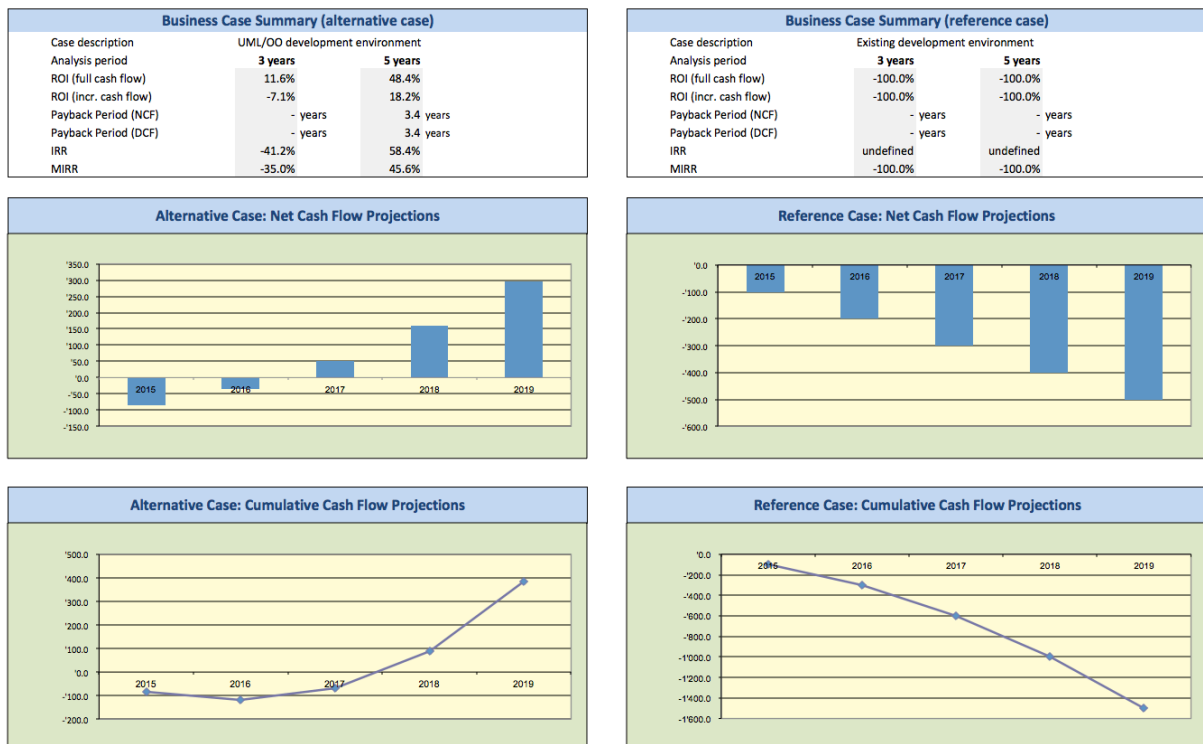 Business Case Summary (alternative case)
Case description UML/OO development environment
Analysis period 3 years 5 years
ROI (full cash flow) 11.6% 48.4%
ROI (incr. cash flow) -7.1% 18.2%
Payback Period (NCF) - years 3.4 years
Payback Period (DCF) - years 3.4 years
IRR -41.2% 58.4%
MIRR -35.0% 45.6%
Business Case Summary (reference case)
Case description Existing development environment
Analysis period 3 years 5 years
ROI (full cash flow) -100.0% -100.0%
ROI (incr. cash flow) -100.0% -100.0%
Payback Period (NCF) - years - years
Payback Period (DCF) - years - years
IRR undefined undefined
MIRR -100.0% -100.0%
Alternative Case: Net Cash Flow Projections
'350.0
'300.0
'250.0
'200.0
'150.0
'100.0
'50.0
'0.0
-'50.0
-'100.0
-'150.0
2015 2016 2017 2018 2019
Reference Case: Net Cash Flow Projections
'0.0
-'100.0
-'200.0
-'300.0
-'400.0
-'500.0
-'600.0
2015 2016 2017 2018 2019
Alternative Case: Cumulative Cash Flow Projections
'500.0
'400.0
'300.0
'200.0
'100.0
'0.0
-'100.0
-'200.0
2015 2016 2017 2018 2019
Reference Case: Cumulative Cash Flow Projections
'0.0
-'200.0
-'400.0
-'600.0
-'800.0
-1'000.0
-1'200.0
-1'400.0
-1'600.0
2015 2016 2017 2018 2019